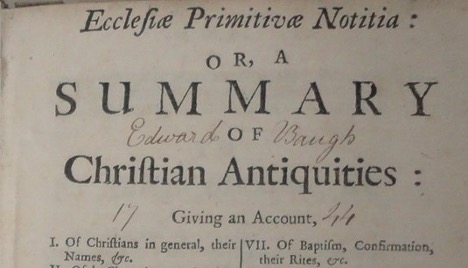 Ecclesiæ Primitivæ Notitia:
OR, A
SUMMARY
Edward OF Baugh
Chriſtian Antiquities:
17 Giving an Account, 44
I. Of Chriſtians in general, their
Names, &c.
VII. Of Baptiſm, Confirmation,
their Rites, &c.